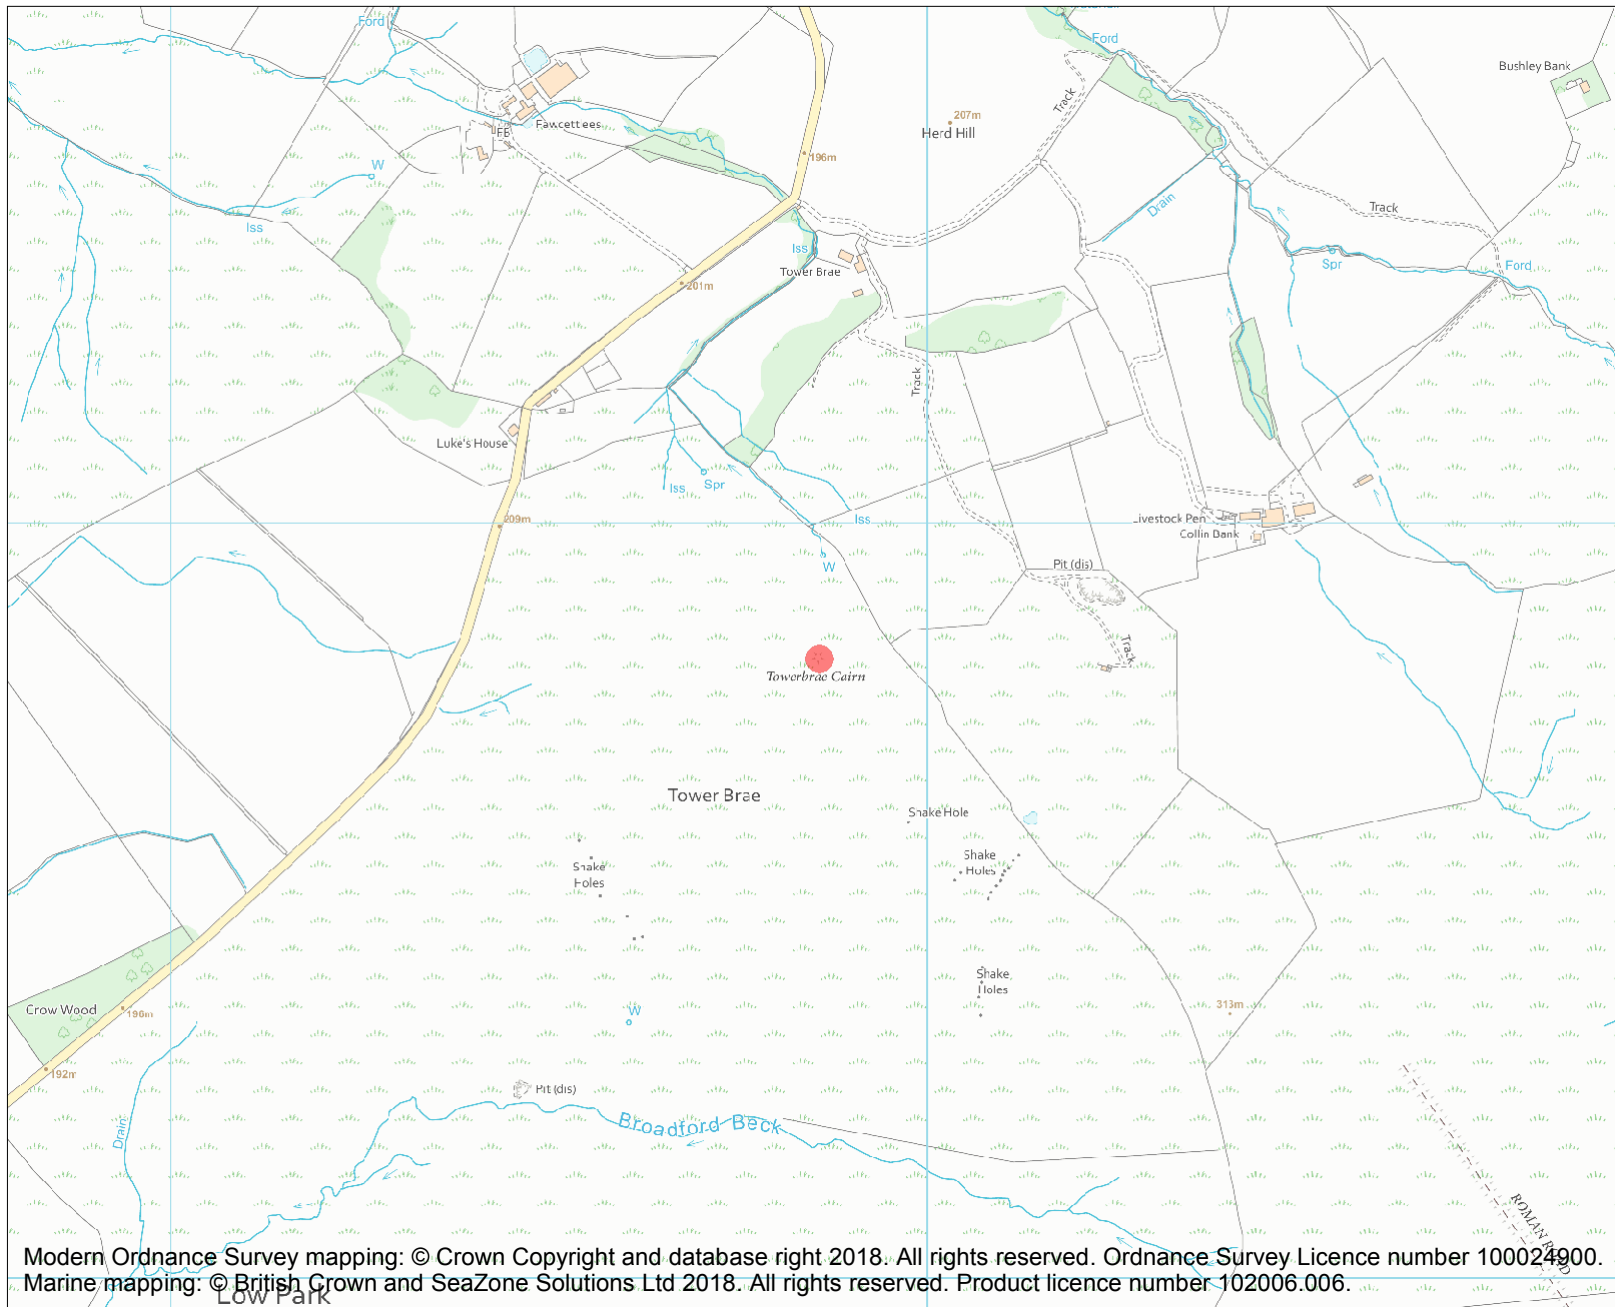 Ford
Ford
Bushley Bank
Track
207m
Herd Hill
FB
Fawcettlees
196m
W
Iss
Drain
Track
Iss
Tower Brae
Spr
Ford
201m
Track
Luke's House
Iss
Spr
Iss
209m
Livestock Pen
Collin Bank
W
Pit (dis)
Track
Towerbrae Cairn
Tower Brae
Shake Hole
Shake
Holes
Shake
Holes
Shake
Holes
313m
Crow Wood
196m
W
192m
Pit (dis)
Drain
Broadford Beck
ROMAN ROAD
Modern Ordnance Survey mapping: © Crown Copyright and database right 2018. All rights reserved. Ordnance Survey Licence number 100024900.
Marine mapping: © British Crown and SeaZone Solutions Ltd 2018. All rights reserved. Product licence number 102006.006.
Low Park